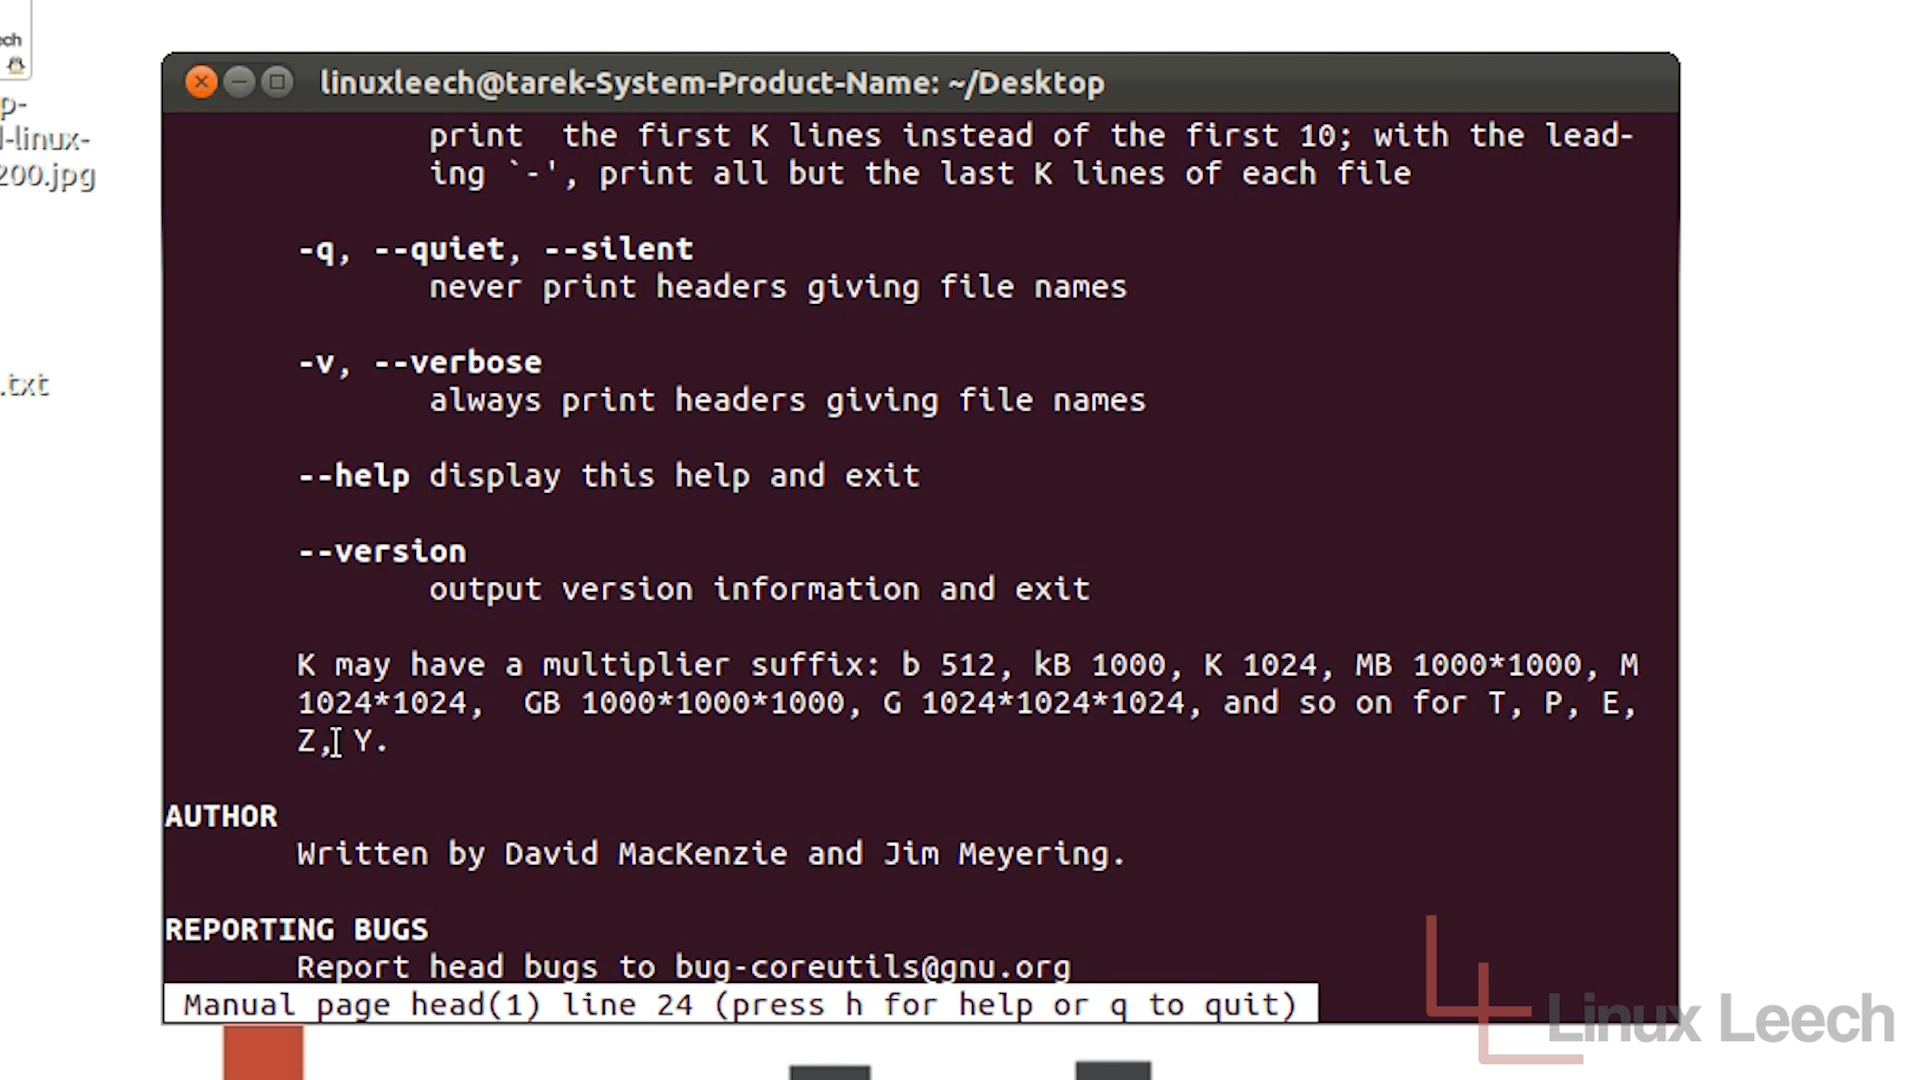 ech
p-
l-linux-
200.jpg
.txt
linuxleech@tarek-System-Product-Name: ~/Desktop
print  the first K lines instead of the first 10; with the lead-
ing `-', print all but the last K lines of each file
-q, --quiet, --silent
never print headers giving file names
-v, --verbose
always print headers giving file names
--help display this help and exit
--version
output version information and exit
K may have a multiplier suffix: b 512, kB 1000, K 1024, MB 1000*1000, M
1024*1024,  GB 1000*1000*1000, G 1024*1024*1024, and so on for T, P, E,
Z, Y.
AUTHOR
Written by David MacKenzie and Jim Meyering.
REPORTING BUGS
Report head bugs to bug-coreutils@gnu.org
Manual page head(1) line 24 (press h for help or q to quit)
Linux Leech